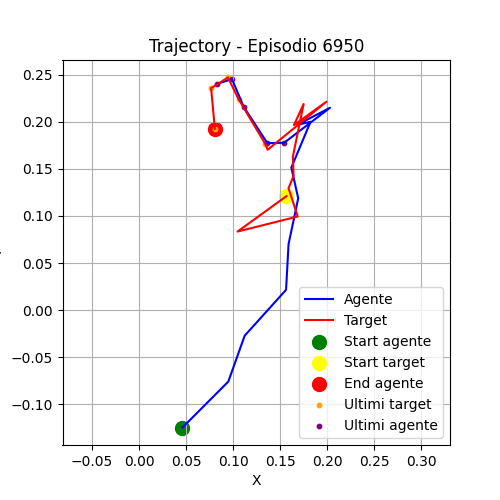 Trajectory - Episodio 6950
0.25
0.20
0.15
0.10
0.05
0.00
−0.05
−0.10
−0.05
0.00
0.05
0.10
0.15
0.20
0.25
0.30
X
Agente
Target
Start agente
Start target
End agente
Ultimi target
Ultimi agente